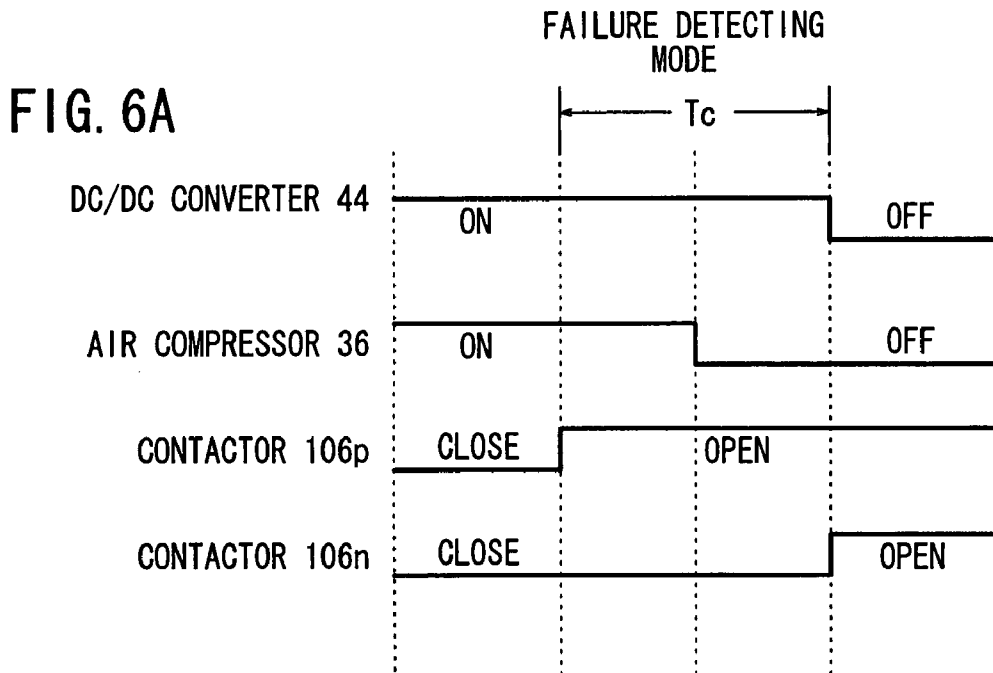 FAILURE DETECTING
MODE
Tc
FIG. 6A
DC/DC CONVERTER 44
ON
OFF
AIR COMPRESSOR 36
ON
OFF
CONTACTOR 106p
CLOSE
OPEN
CONTACTOR 106n
CLOSE
OPEN